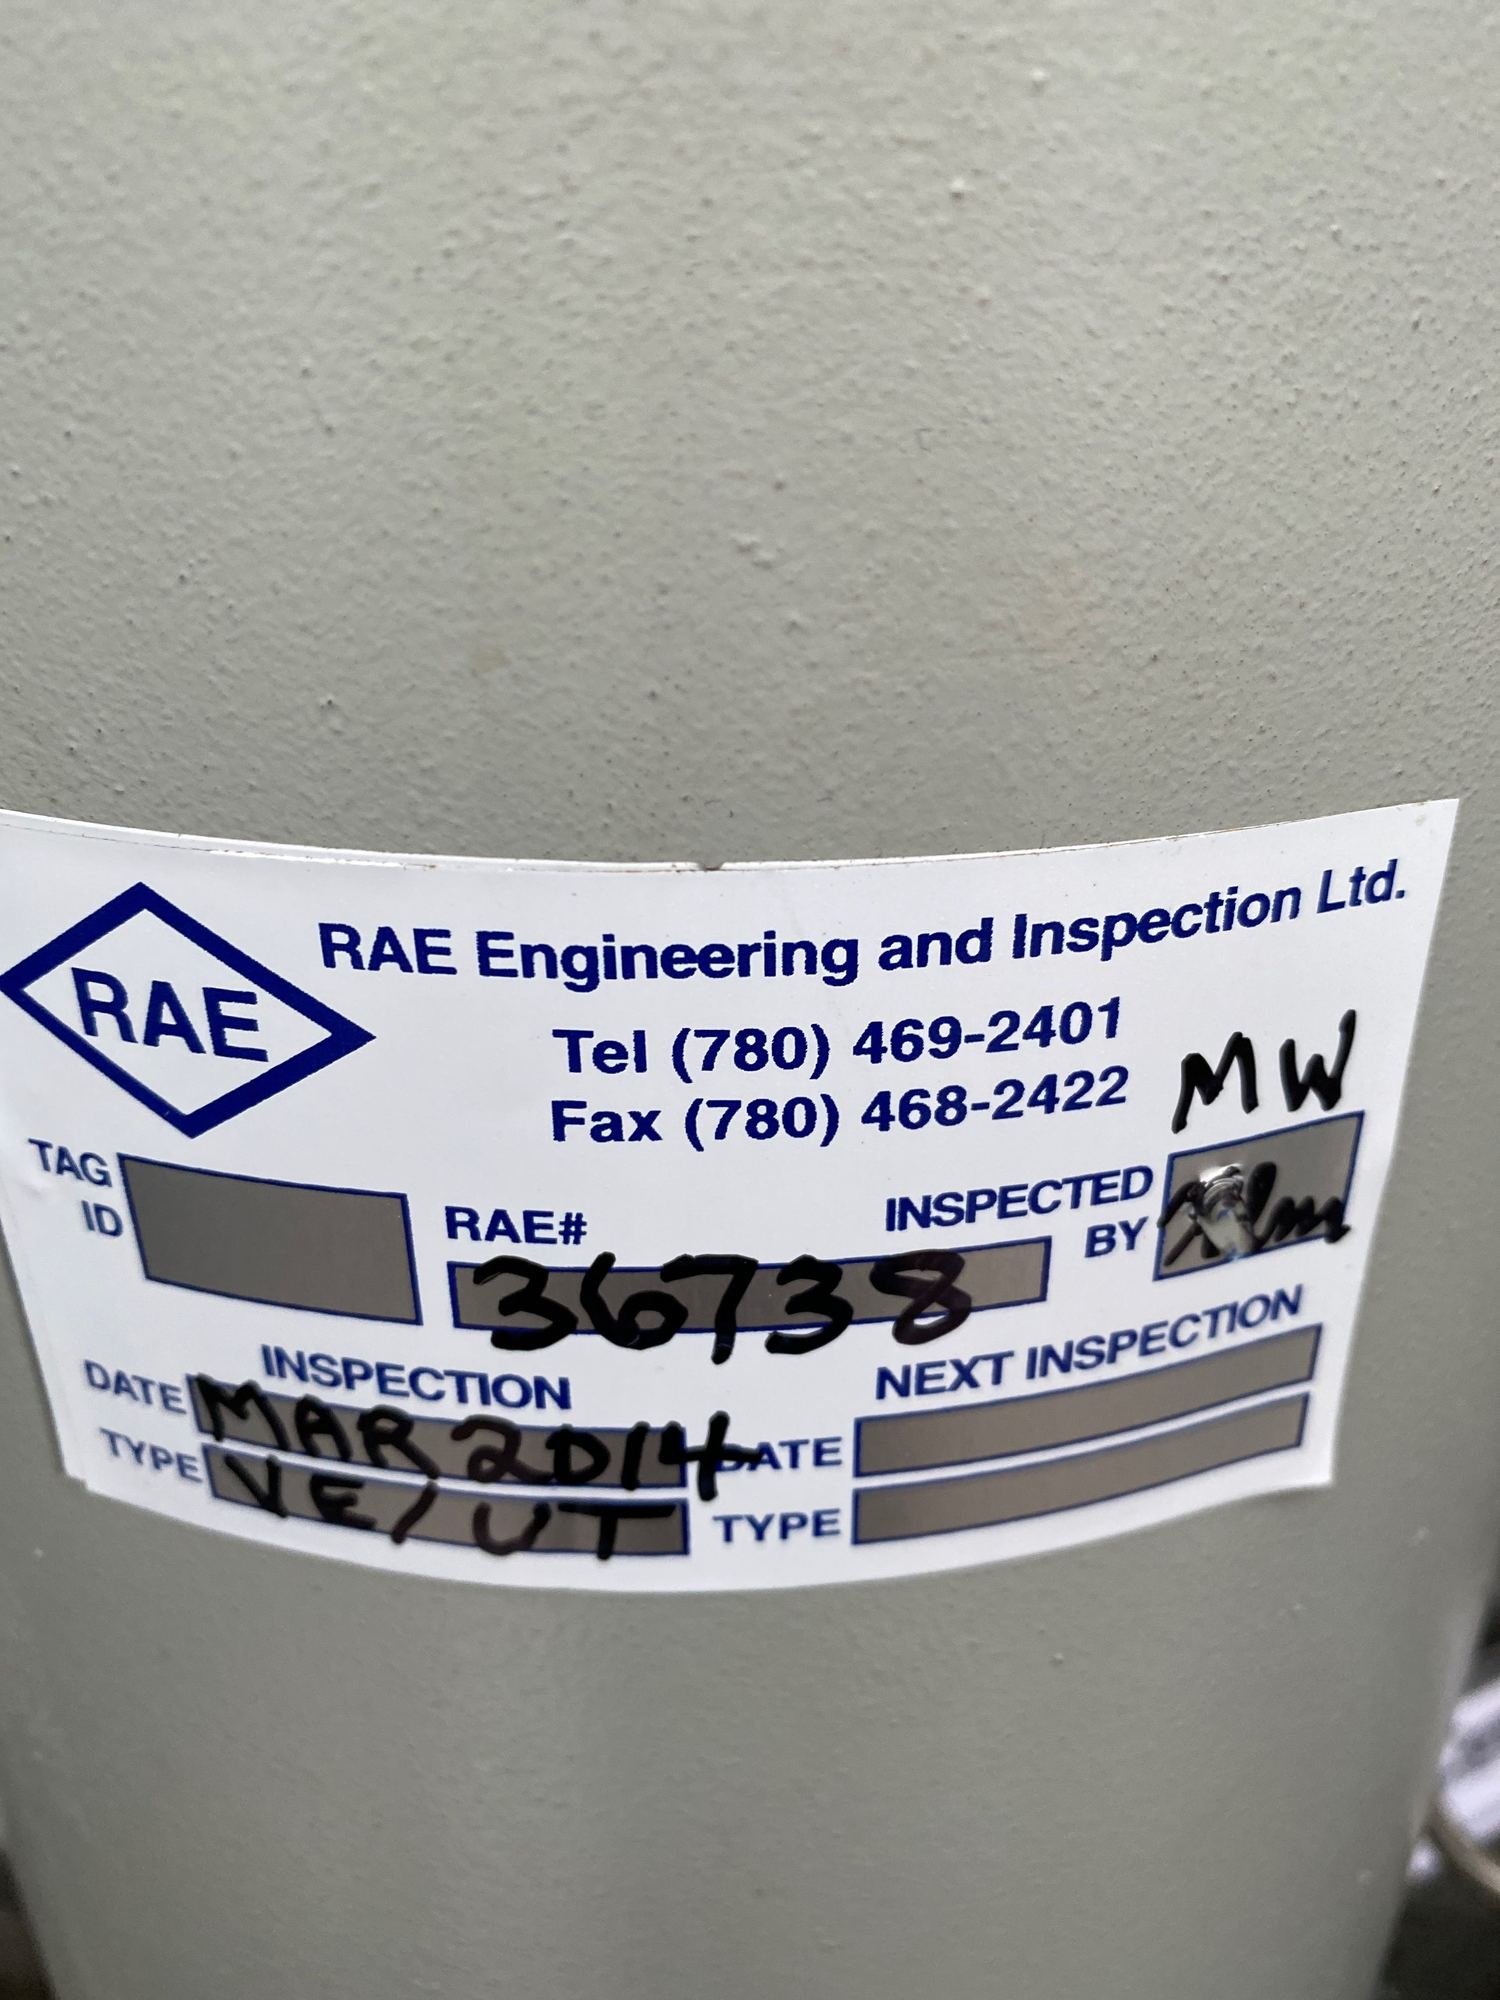 RAE
RAE Engineering and Inspection Ltd.
Tel (780) 469-2401
Fax (780) 468-2422
MW
TAG
ID
RAE#
36738
INSPECTED
BY
INSPECTION
DATE MAR 2014
TYPE VE/UT
NEXT INSPECTION
DATE
TYPE